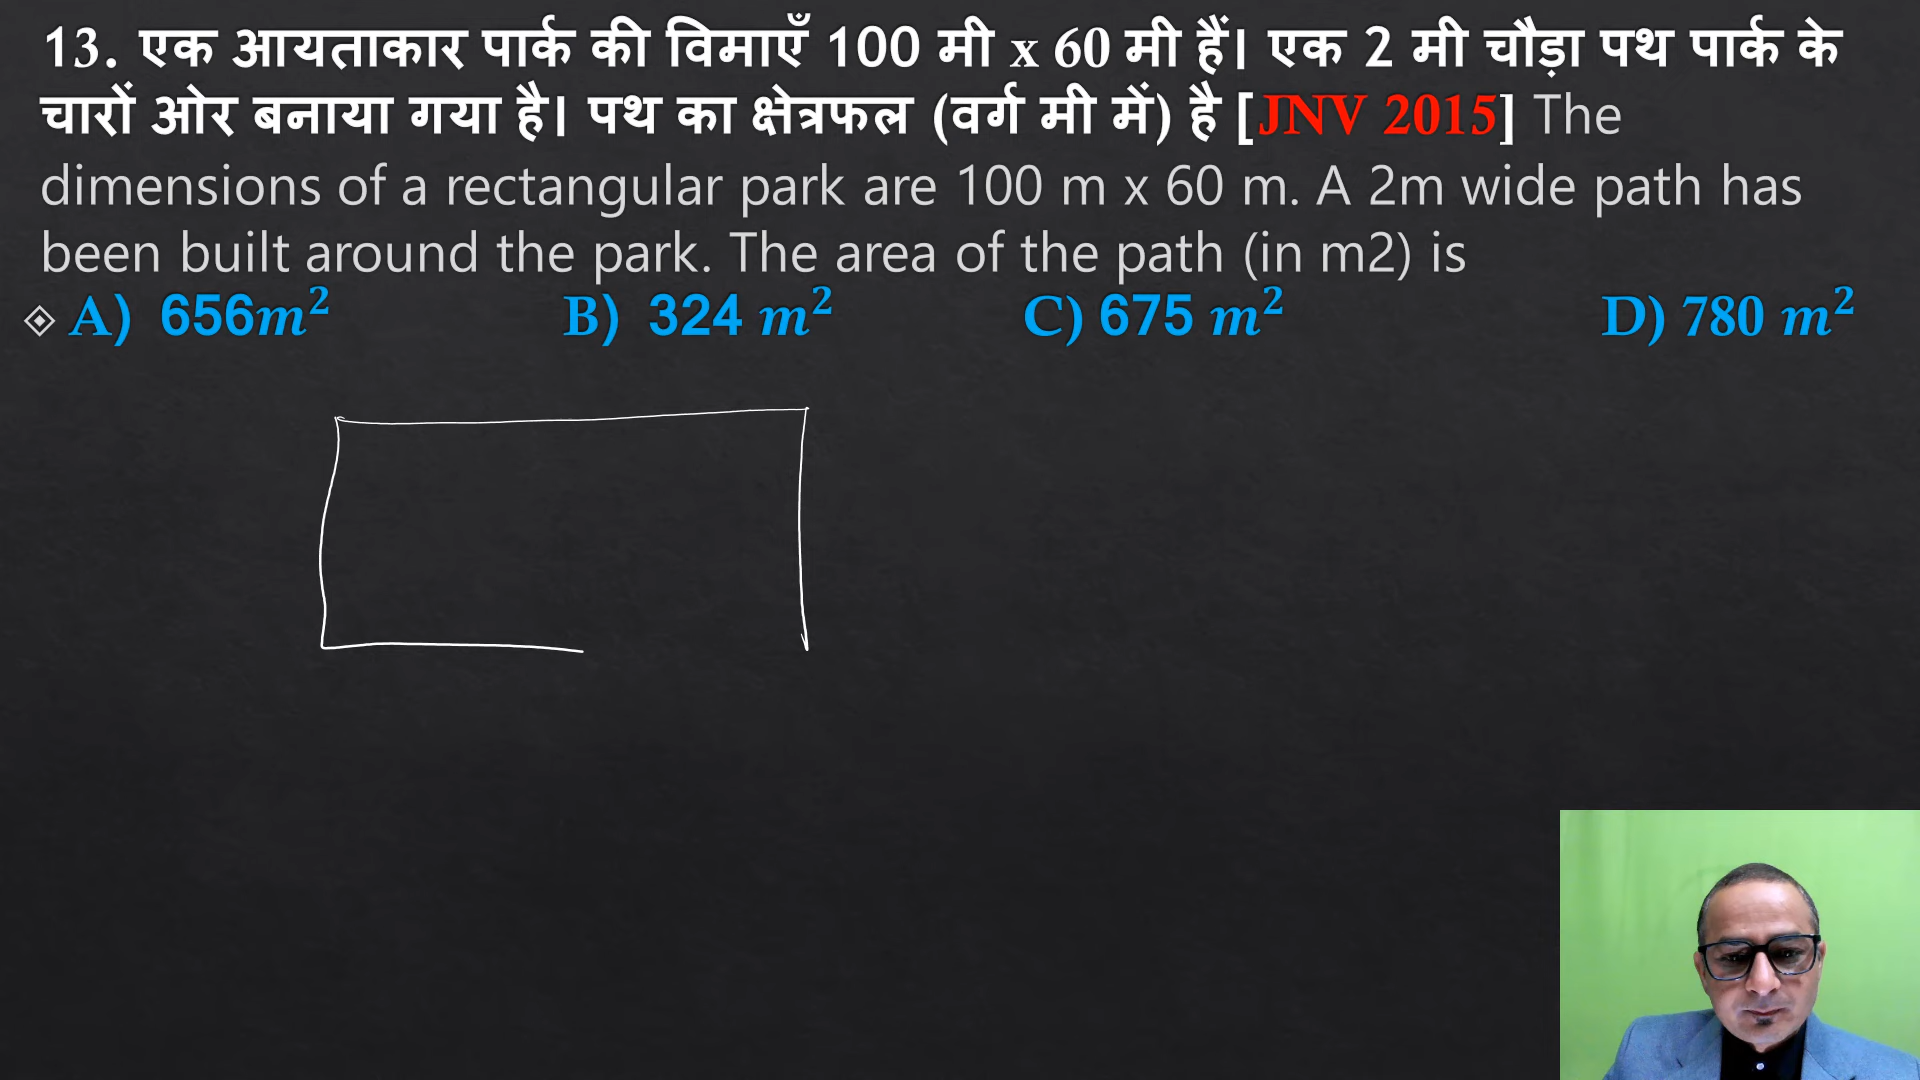 13. एक आयताकार पार्क की विमाएँ 100 मी x 60 मी हैं। एक 2 मी चौड़ा पथ पार्क के
चारों ओर बनाया गया है। पथ का क्षेत्रफल (वर्ग मी में) है [JNV 2015] The
dimensions of a rectangular park are 100 m x 60 m. A 2m wide path has
been built around the park. The area of the path (in m2) is
A) 656m² B) 324 m² C) 675 m² D) 780 m²